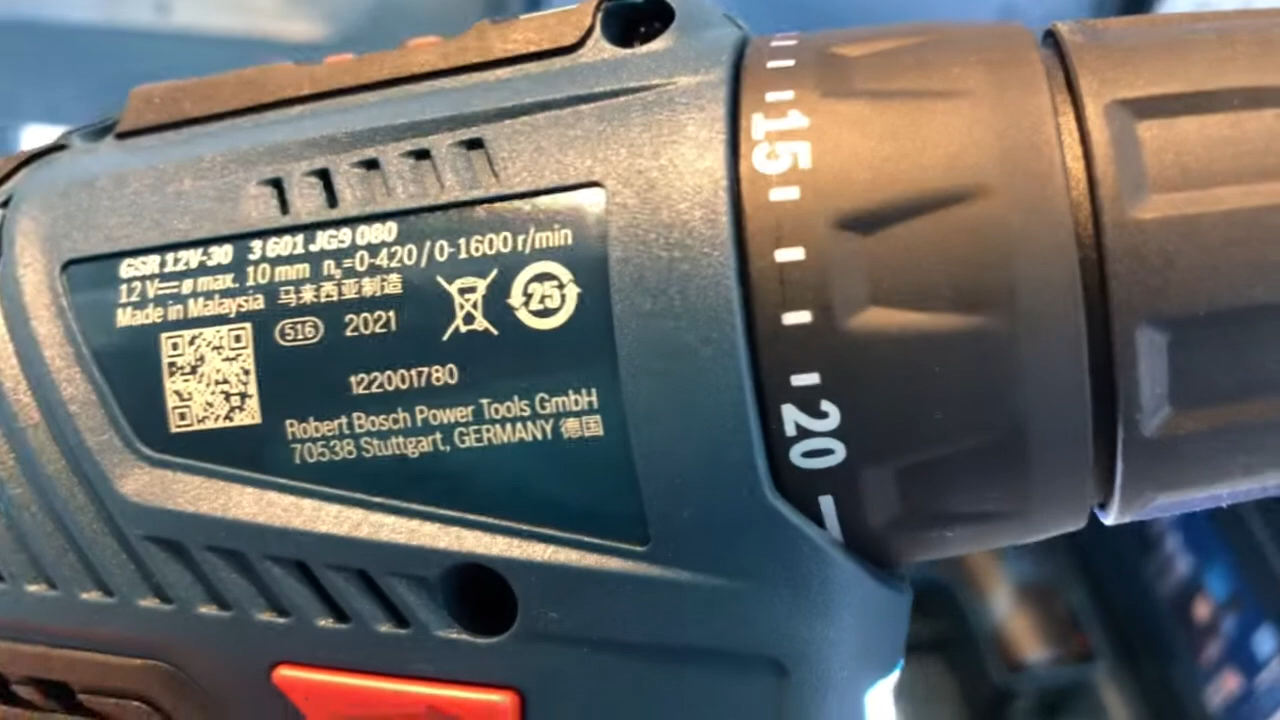 GSR 12V-30 3 601 JG9 080
12 V⎓ ø max. 10 mm n₀=0-420 / 0-1600 r/min
Made in Malaysia 马来西亚制造
516 2021
25
122001780
Robert Bosch Power Tools GmbH
70538 Stuttgart, GERMANY 德国
15
20